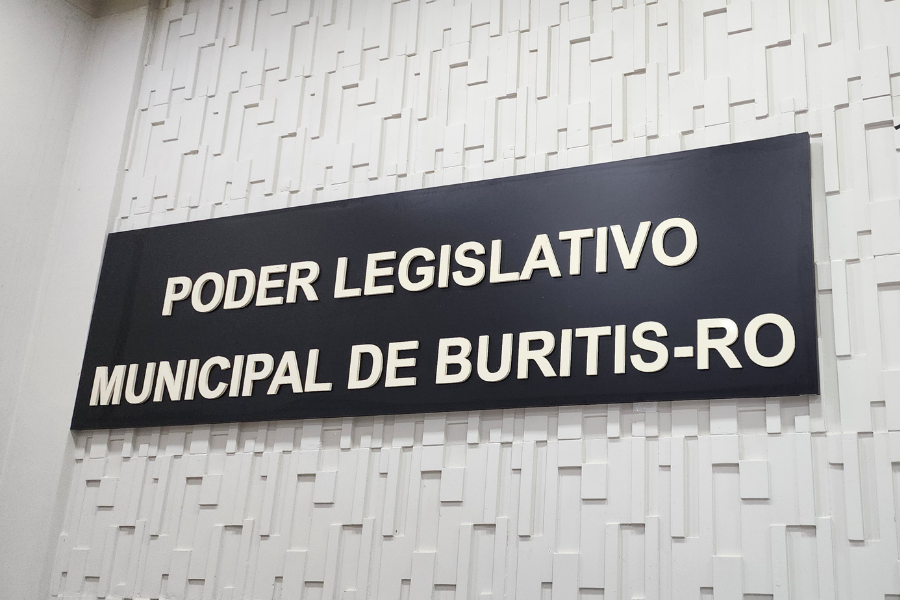 PODER LEGISLATIVO
MUNICIPAL DE BURITIS-RO